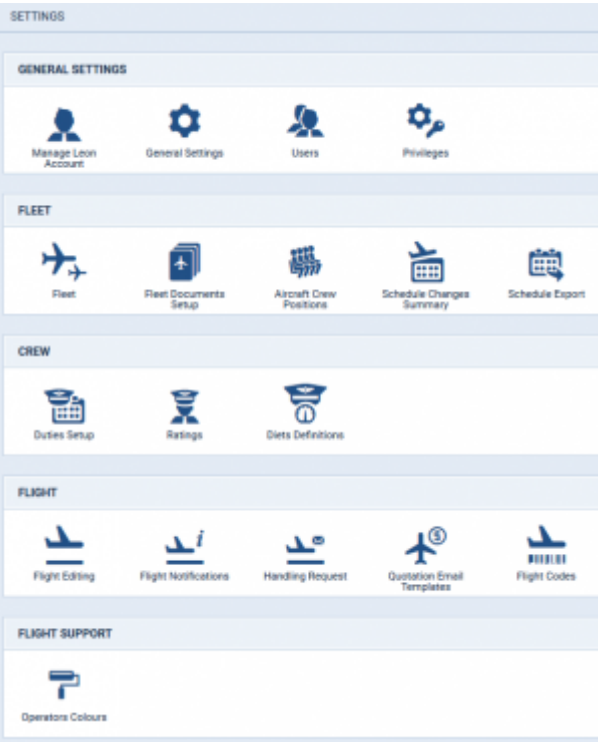 SETTINGS
GENERAL SETTINGS
Manage Leon
Account
General Settings
Users
Privileges
FLEET
Fleet
Fleet Documents
Setup
Aircraft Crew
Positions
Schedule Changes
Summary
Schedule Export
CREW
Duties Setup
Ratings
Diets Definitions
FLIGHT
Flight Editing
Flight Notifications
Handling Request
Quotation Email
Templates
Flight Codes
FLIGHT SUPPORT
Operators Colours